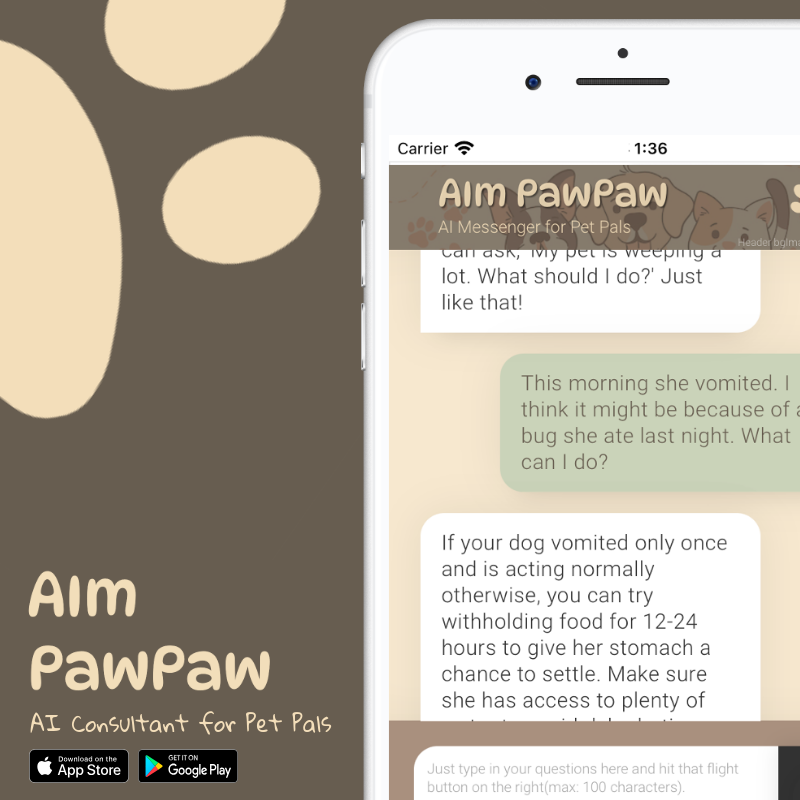 Carrier
1:36
AIm PawPaw
AI Messenger for Pet Pals
can ask, 'My pet is weeping a
lot. What should I do?' Just
like that!
This morning she vomited. I
think it might be because of a
bug she ate last night. What
can I do?
If your dog vomited only once
and is acting normally
otherwise, you can try
withholding food for 12-24
hours to give her stomach a
chance to settle. Make sure
she has access to plenty of
Just type in your questions here and hit that flight
button on the right(max: 100 characters).
AIm
PawPaw
AI Consultant for Pet Pals
Download on the
App Store
GET IT ON
Google Play